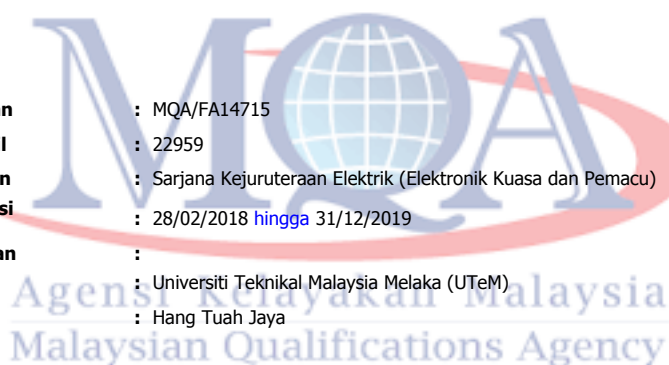 MQA
: MQA/FA14715
: 22959
: Sarjana Kejuruteraan Elektrik (Elektronik Kuasa dan Pemacu)
: 28/02/2018 hingga 31/12/2019
:
: Universiti Teknikal Malaysia Melaka (UTeM)
Agensi Kelayakan Malaysia
: Hang Tuah Jaya
Malaysian Qualifications Agency